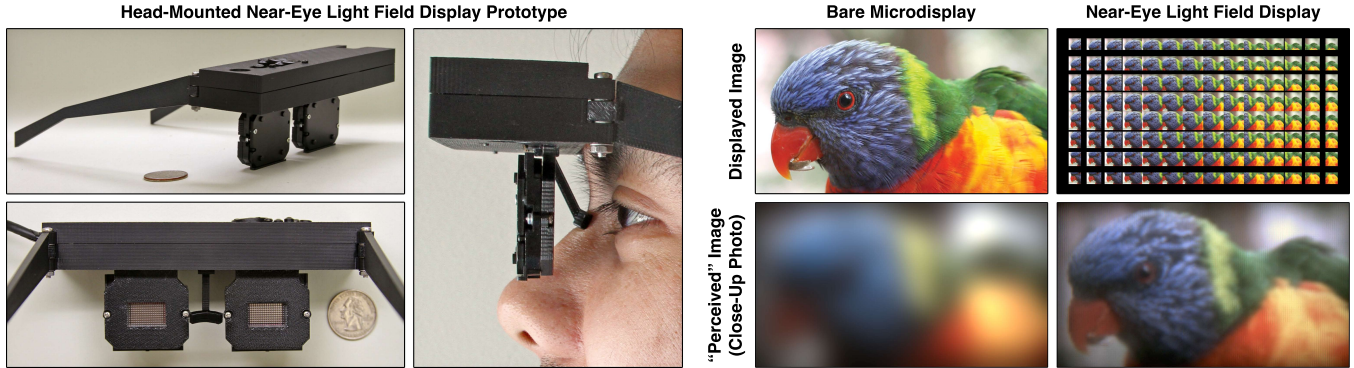 Head-Mounted Near-Eye Light Field Display Prototype
Bare Microdisplay
Near-Eye Light Field Display
Displayed Image
“Perceived” Image
(Close-Up Photo)